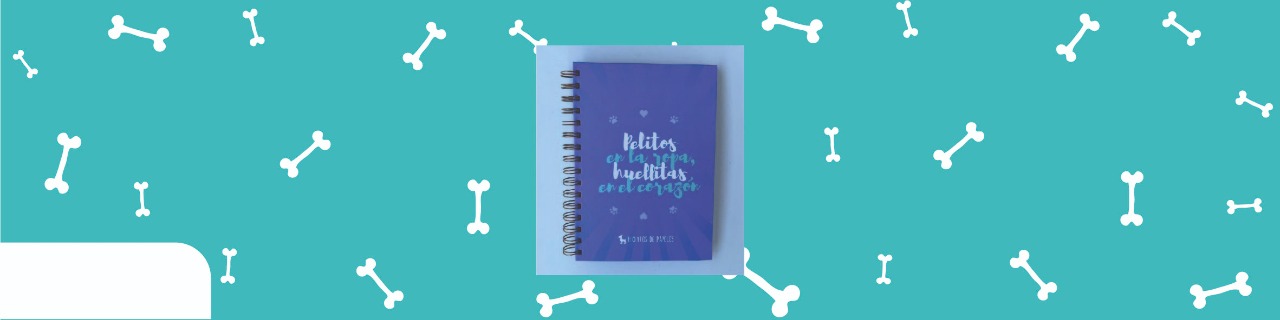 Pelitos
en la ropa,
huellitas
en el corazón